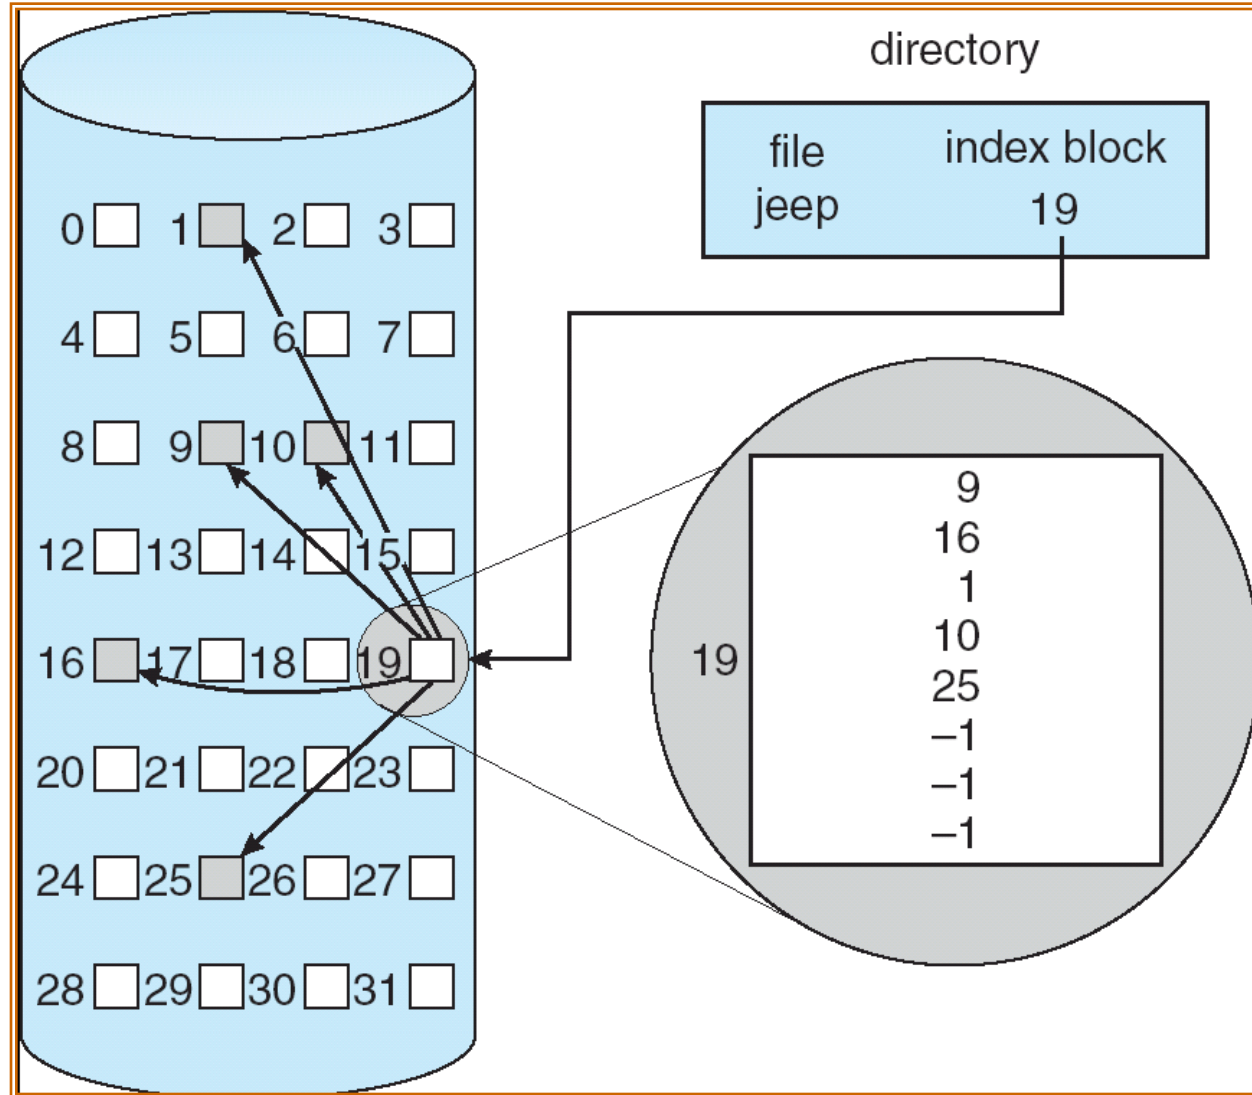 directory
file index block
jeep 19
0 1 2 3
4 5 6 7
8 9 10 11
12 13 14 15
16 17 18 19
20 21 22 23
24 25 26 27
28 29 30 31
19
9
16
1
10
25
–1
–1
–1